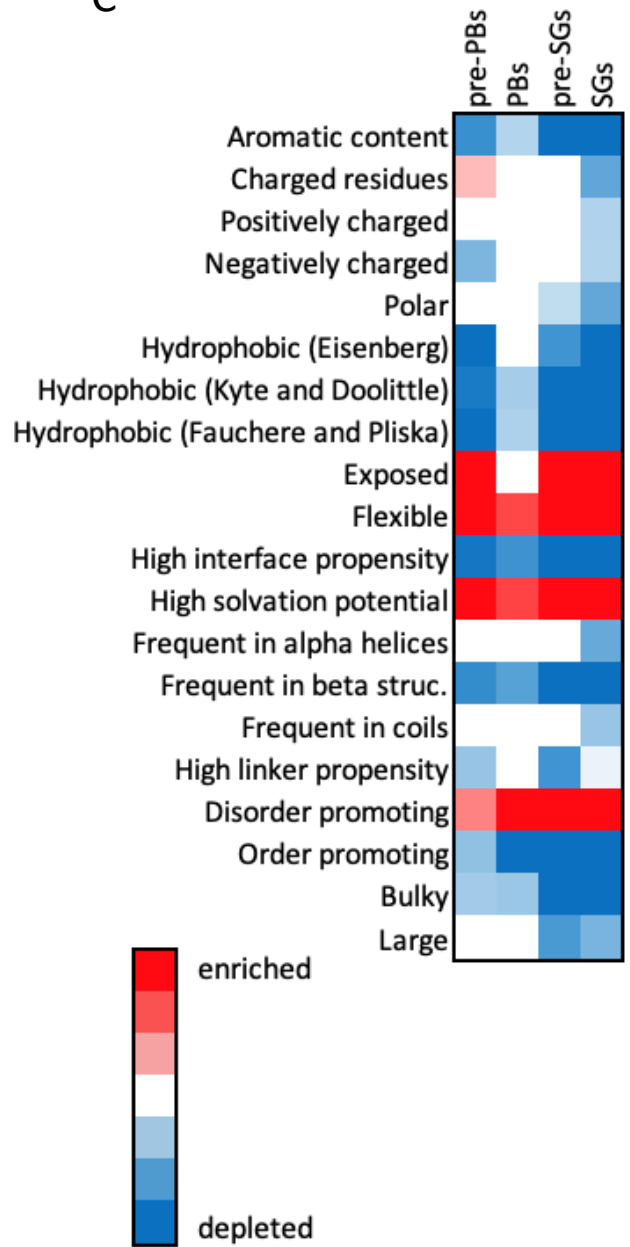 C
pre-PBs
PBs
pre-SGs
SGs
Aromatic content
Charged residues
Positively charged
Negatively charged
Polar
Hydrophobic (Eisenberg)
Hydrophobic (Kyte and Doolittle)
Hydrophobic (Fauchere and Pliska)
Exposed
Flexible
High interface propensity
High solvation potential
Frequent in alpha helices
Frequent in beta struc.
Frequent in coils
High linker propensity
Disorder promoting
Order promoting
Bulky
Large
enriched
depleted